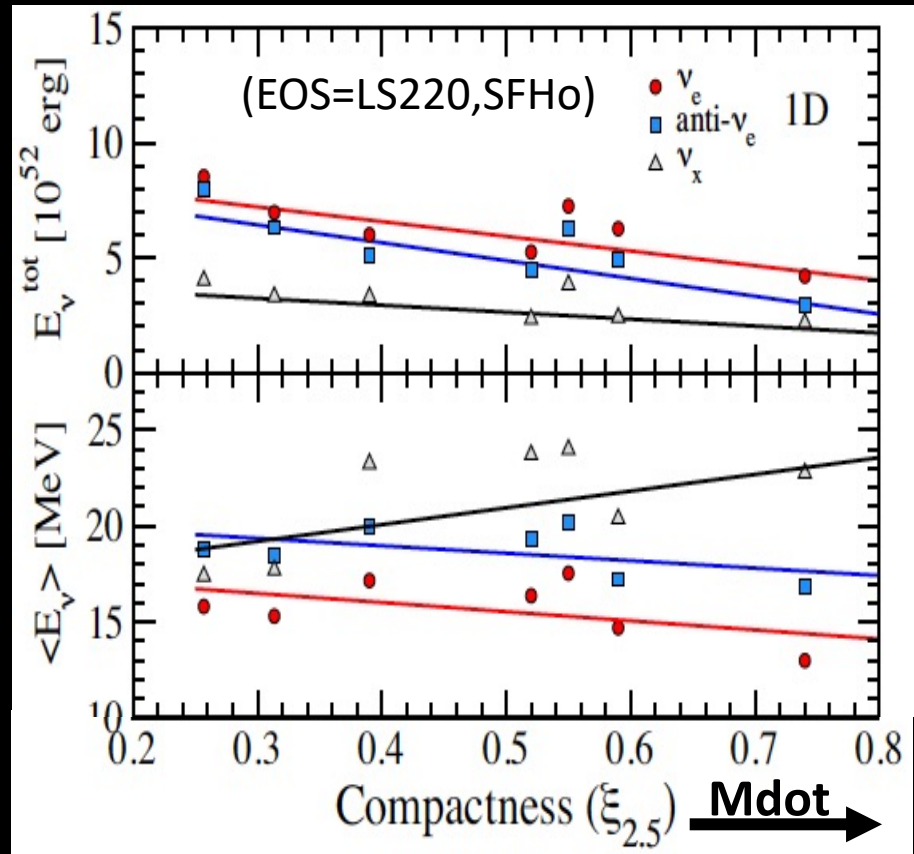 15
10
5
0
E_ν^tot [10^52 erg]
(EOS=LS220,SFHo)
ν_e
anti-ν_e
ν_x
1D
25
20
15
10
<E_ν> [MeV]
0.2 0.3 0.4 0.5 0.6 0.7 0.8
Compactness (ξ_2.5) Mdot